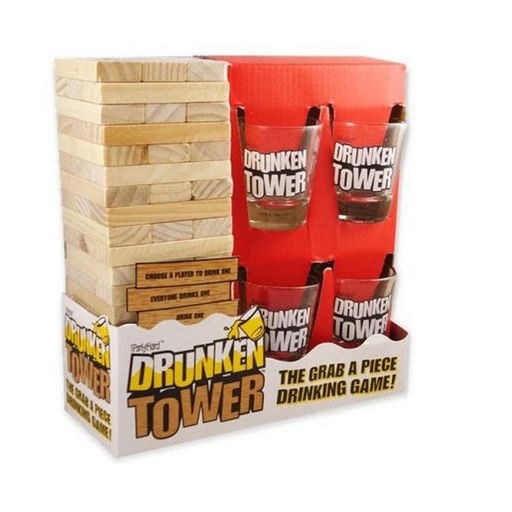 DRUNKEN
TOWER
DRUNKEN
TOWER
CHOOSE A PLAYER TO DRINK ONE
EVERYONE DRINKS ONE
DRINK ONE
DRUNKEN
TOWER
DRUNKEN
TOWER
iPartyHard™
DRUNKEN
TOWER
THE GRAB A PIECE
DRINKING GAME!
DRUNKEN
TOWER
THE GRAB A PIECE
DRINKING GAME!